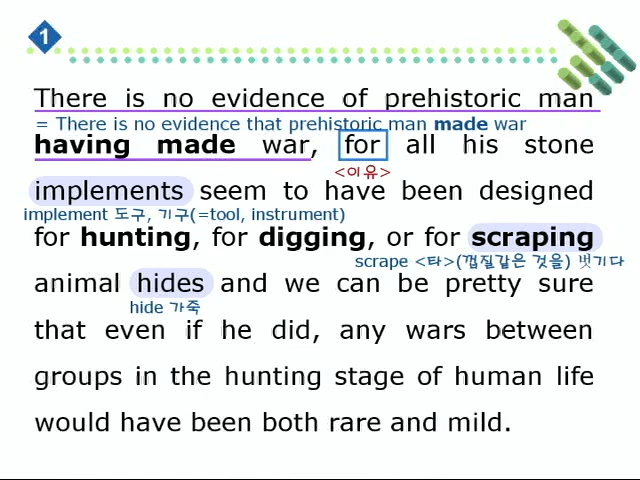 1
There is no evidence of prehistoric man
= There is no evidence that prehistoric man made war
having made war, for all his stone
<이유>
implements seem to have been designed
implement 도구, 기구(=tool, instrument)
for hunting, for digging, or for scraping
scrape <타>(껍질같은 것을) 벗기다
animal hides and we can be pretty sure
hide 가죽
that even if he did, any wars between
groups in the hunting stage of human life
would have been both rare and mild.